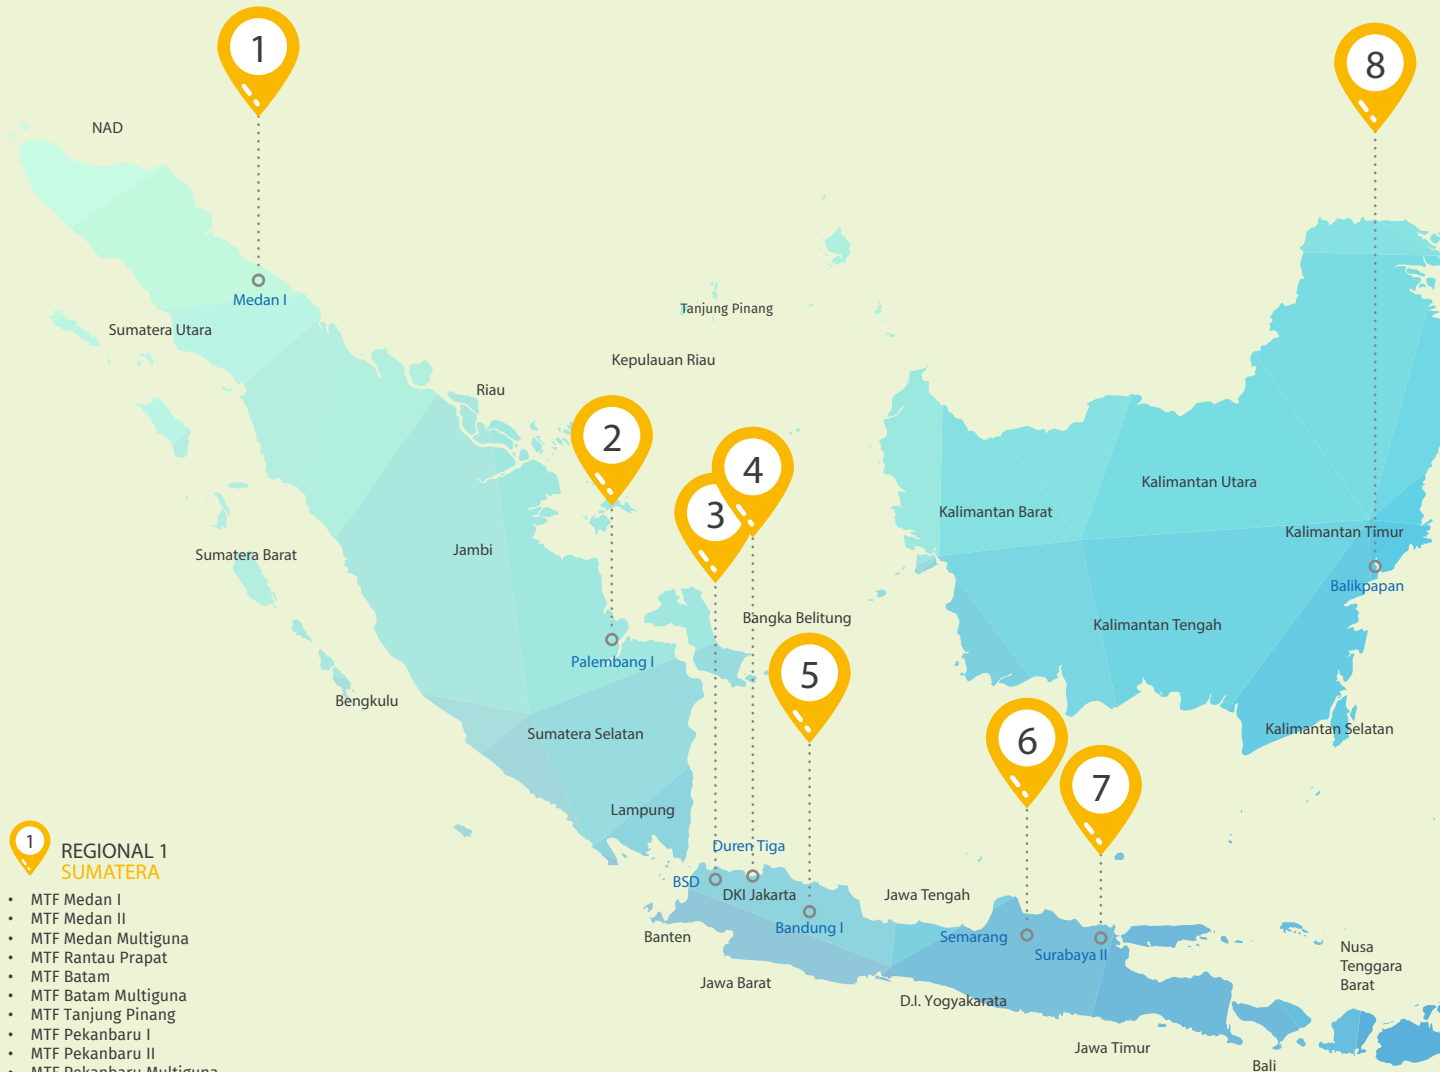 1
8
NAD
Medan I
Tanjung Pinang
Sumatera Utara
Kepulauan Riau
Riau
2
4
3
Kalimantan Utara
Kalimantan Barat
Kalimantan Timur
Sumatera Barat
Jambi
Balikpapan
Bangka Belitung
Kalimantan Tengah
Palembang I
5
Bengkulu
Sumatera Selatan
Kalimantan Selatan
6
7
Lampung
Duren Tiga
BSD
DKI Jakarta
Jawa Tengah
Bandung I
Banten
Semarang
Surabaya II
Nusa
Tenggara
Barat
Jawa Barat
D.I. Yogyakarata
Jawa Timur
Bali
1
REGIONAL 1
SUMATERA
• MTF Medan I
• MTF Medan II
• MTF Medan Multiguna
• MTF Rantau Prapat
• MTF Batam
• MTF Batam Multiguna
• MTF Tanjung Pinang
• MTF Pekanbaru I
• MTF Pekanbaru II
• MTF Pekanbaru Multiguna